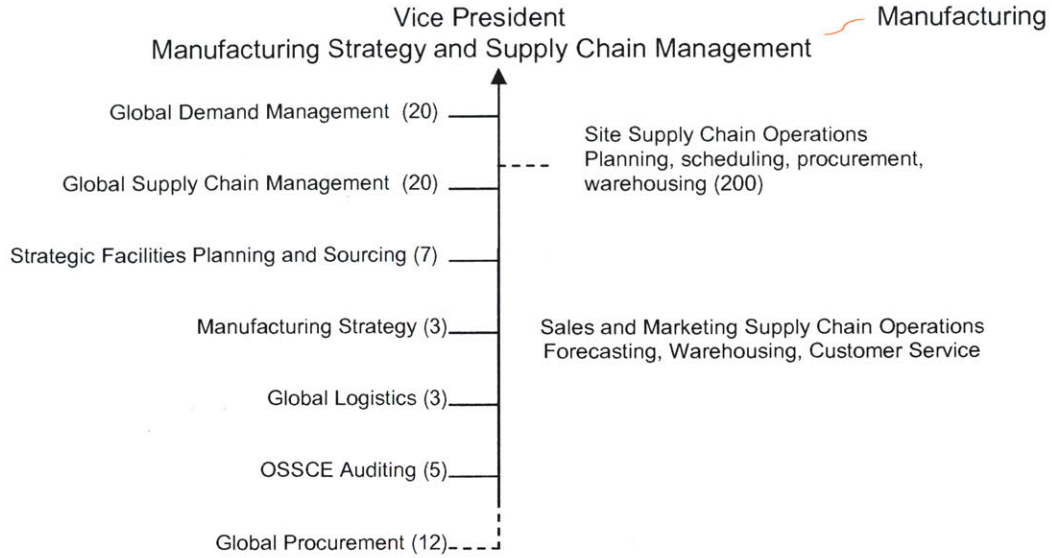 Vice President
Manufacturing
Manufacturing Strategy and Supply Chain Management
Global Demand Management (20)
Site Supply Chain Operations
Planning, scheduling, procurement,
warehousing (200)
Global Supply Chain Management (20)
Strategic Facilities Planning and Sourcing (7)
Manufacturing Strategy (3)
Sales and Marketing Supply Chain Operations
Forecasting, Warehousing, Customer Service
Global Logistics (3)
OSSCE Auditing (5)
Global Procurement (12)